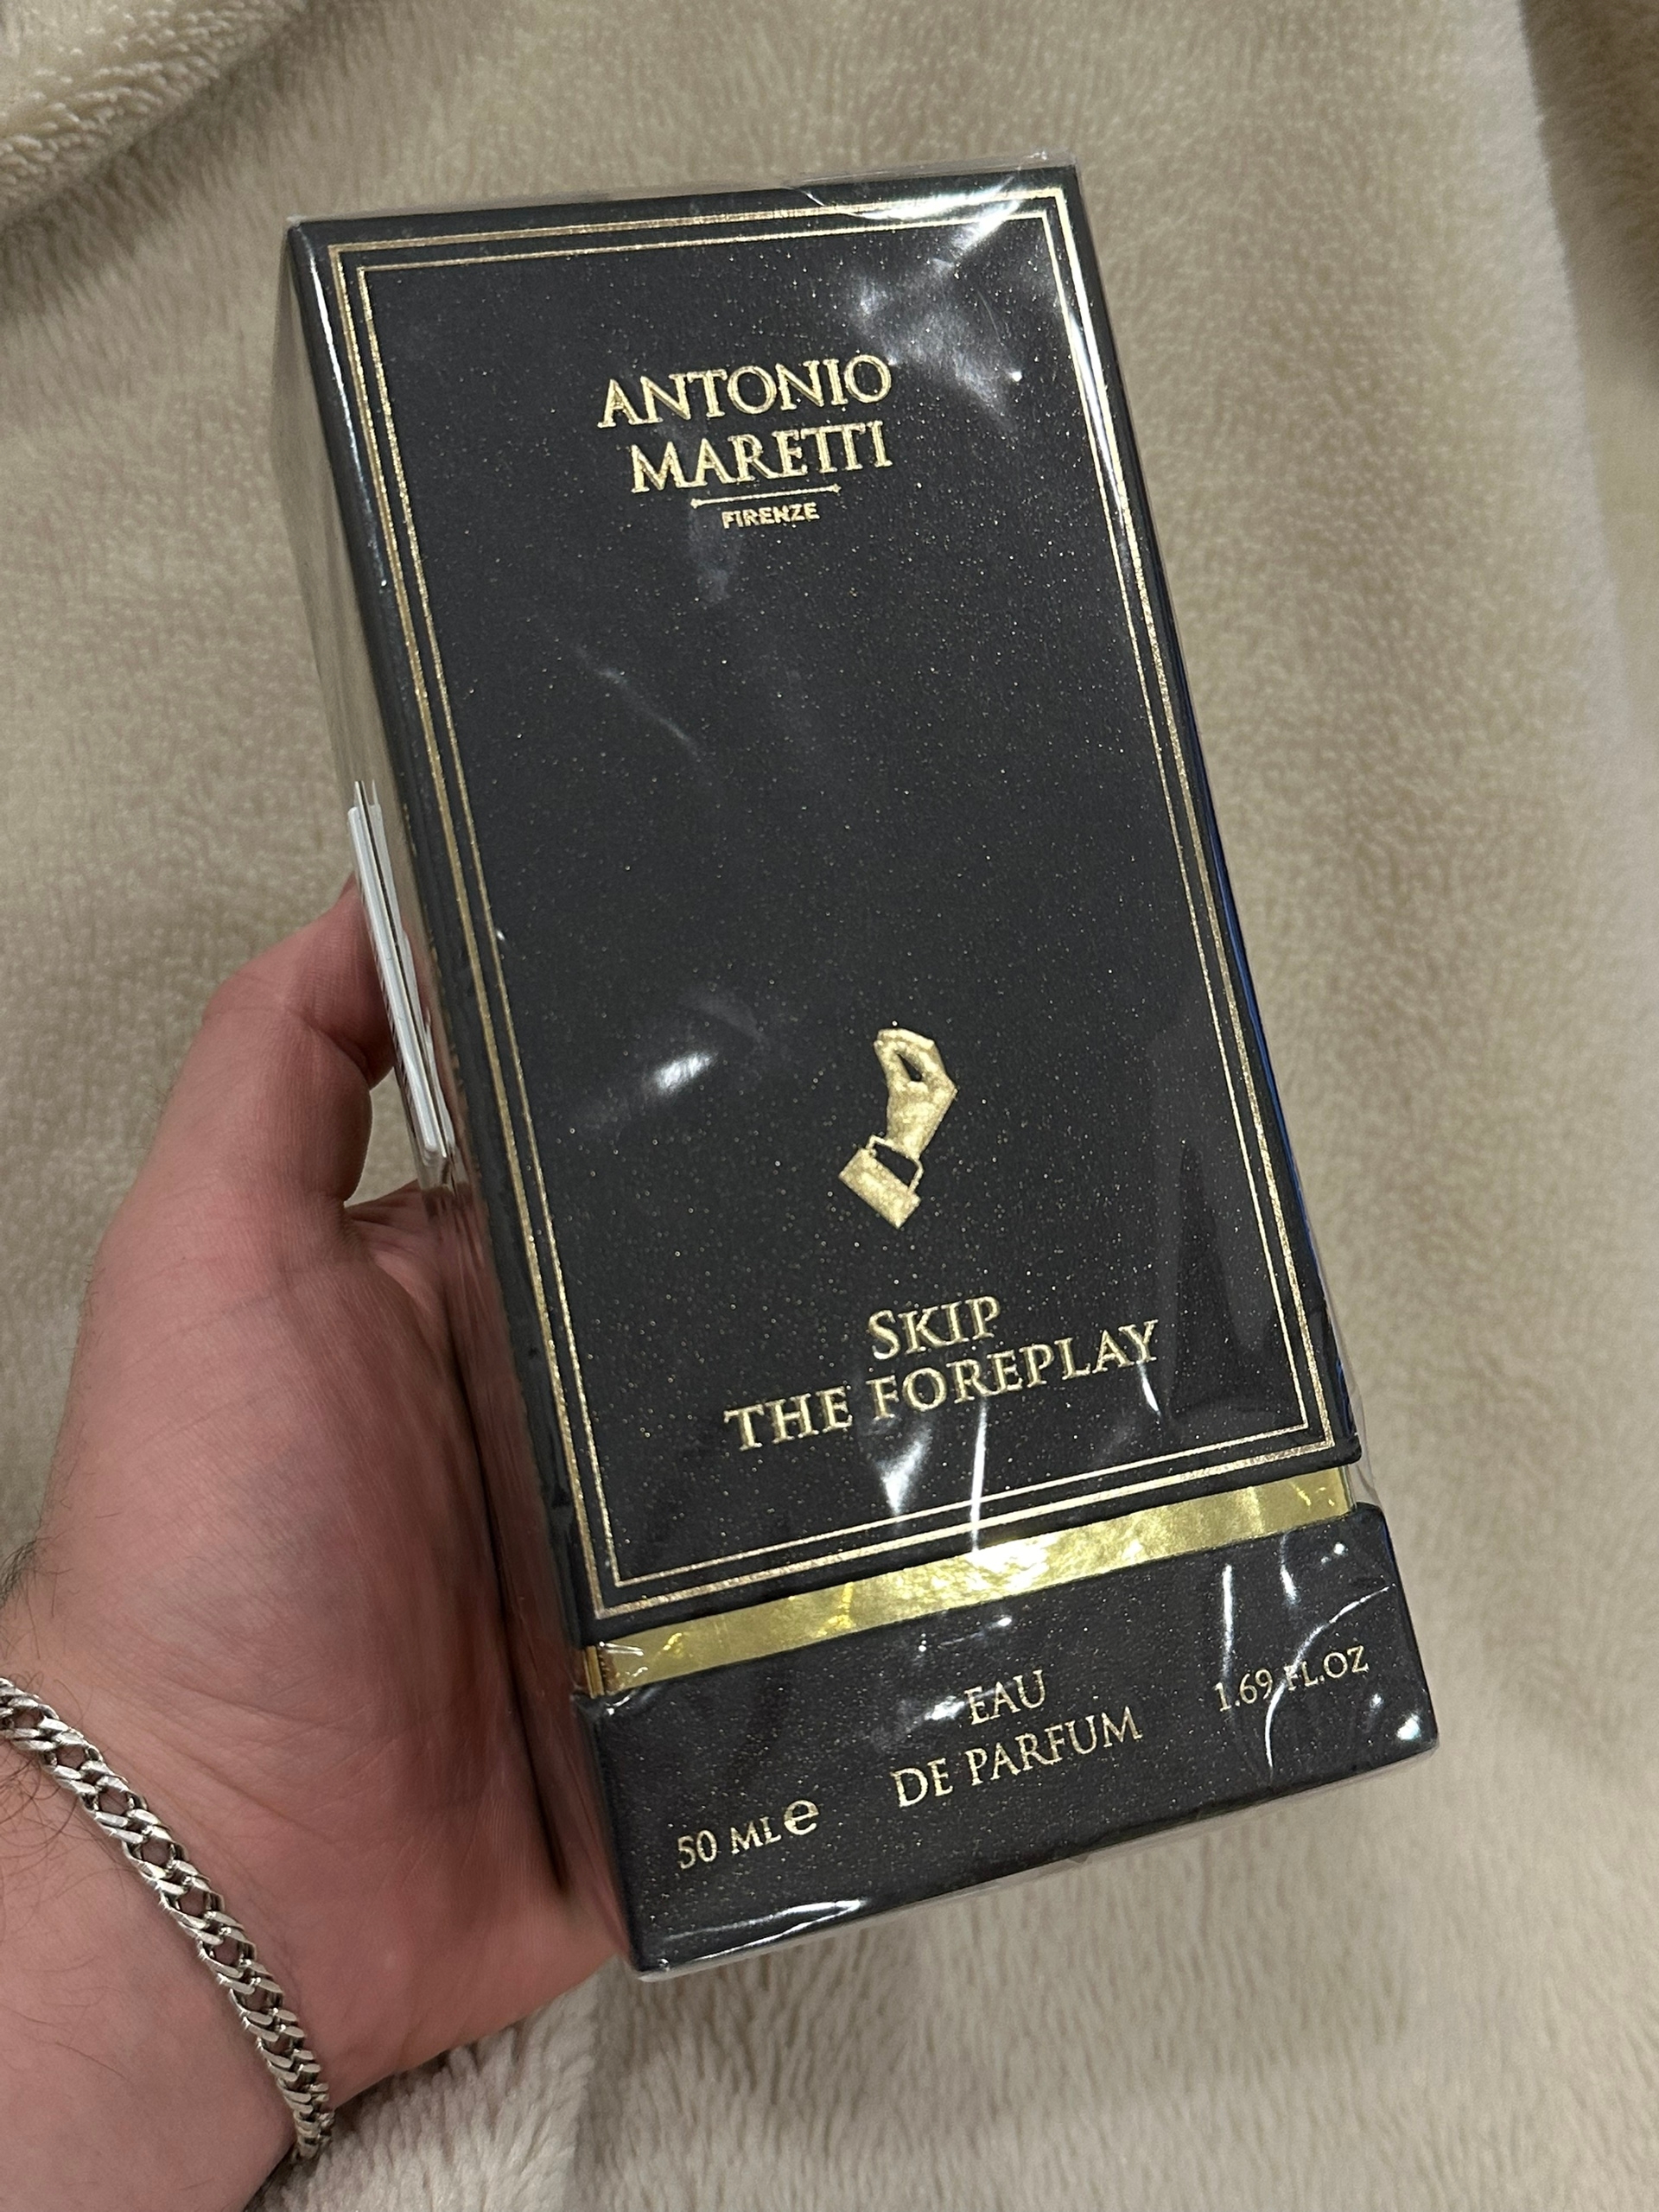 ANTONIO
MARETTI
FIRENZE
SKIP
THE FOREPLAY
EAU
DE PARFUM
50 ML e
1.69 FL.OZ